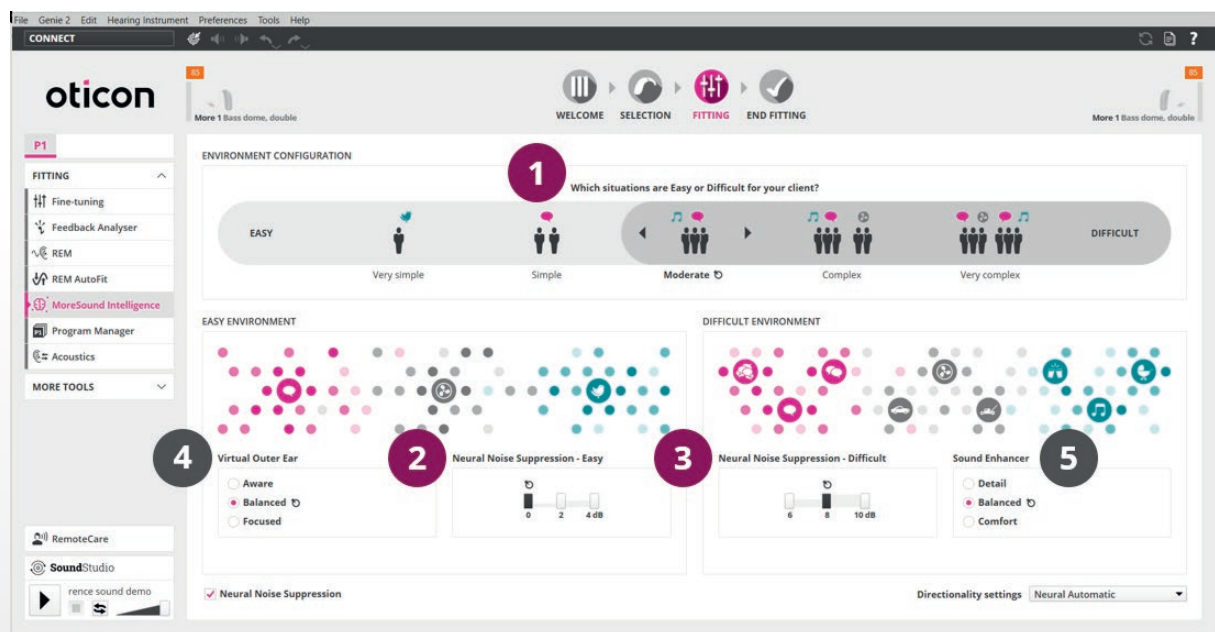 File Genie 2 Edit Hearing Instrument Preferences Tools Help
CONNECT
?
oticon
85
More 1 Bass dome, double
WELCOME
SELECTION
FITTING
END FITTING
85
More 1 Bass dome, double
P1
FITTING
Fine-tuning
Feedback Analyser
REM
REM AutoFit
MoreSound Intelligence
P1
Program Manager
Acoustics
MORE TOOLS
RemoteCare
SoundStudio
rence sound demo
ENVIRONMENT CONFIGURATION
1
Which situations are Easy or Difficult for your client?
EASY
DIFFICULT
Very simple
Simple
Moderate
Complex
Very complex
EASY ENVIRONMENT
DIFFICULT ENVIRONMENT
4
Virtual Outer Ear
Aware
Balanced
Focused
2
Neural Noise Suppression - Easy
0 2 4 dB
3
Neural Noise Suppression - Difficult
6 8 10 dB
Sound Enhancer
5
Detail
Balanced
Comfort
Neural Noise Suppression
Directionality settings Neural Automatic